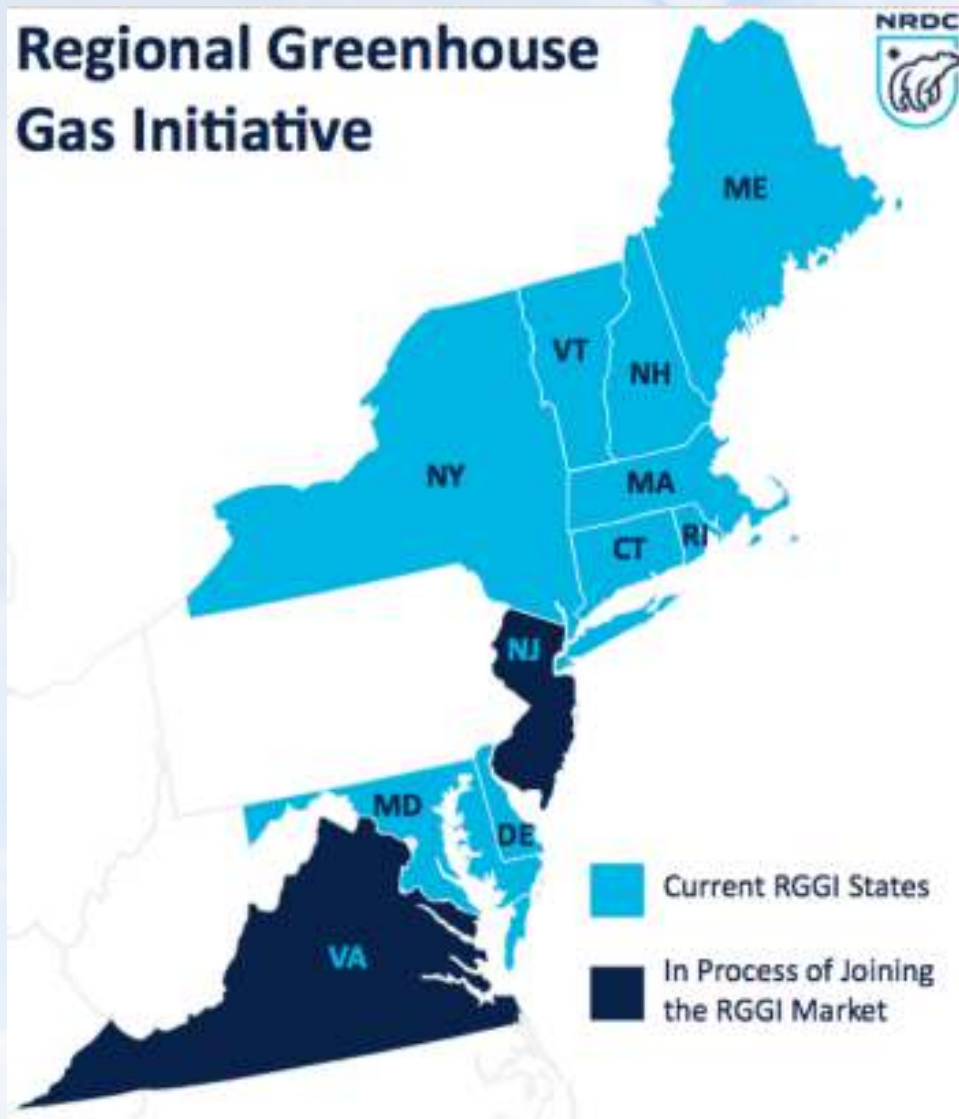 Regional Greenhouse
Gas Initiative
NRDC
ME
VT
NH
NY
MA
CT
RI
NJ
MD
DE
VA
Current RGGI States
In Process of Joining
the RGGI Market